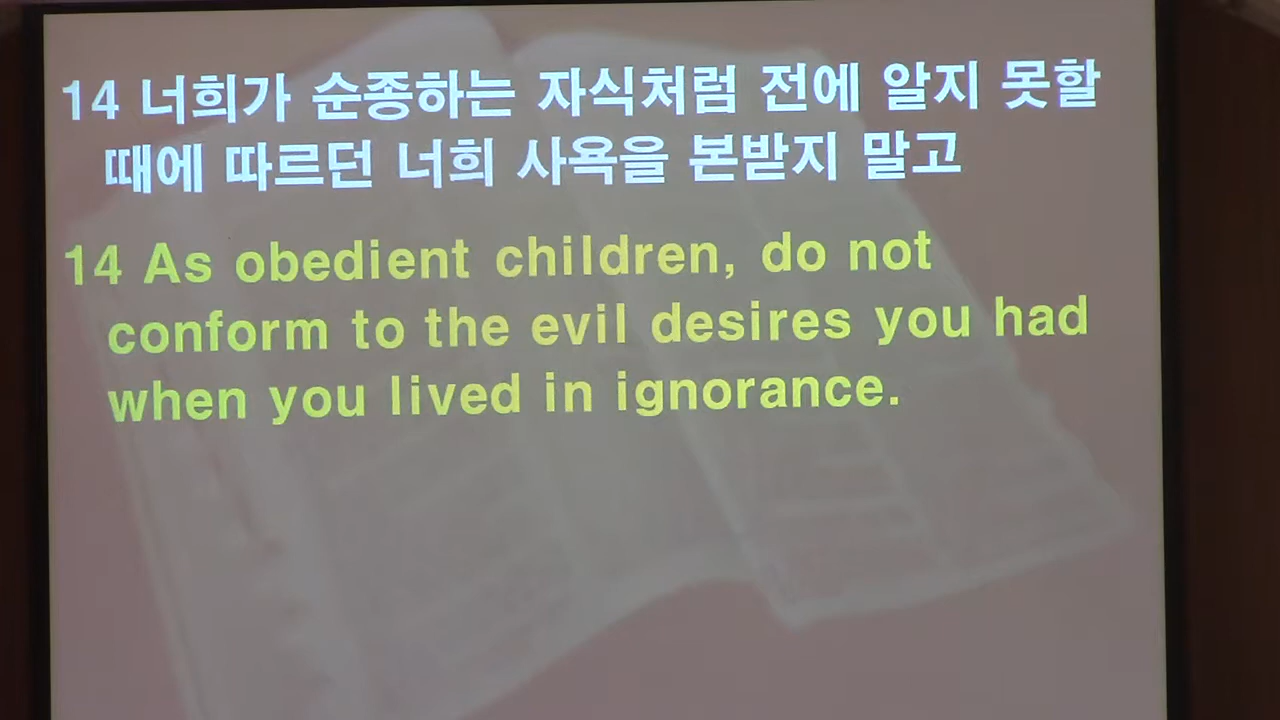 14 너희가 순종하는 자식처럼 전에 알지 못할
때에 따르던 너희 사욕을 본받지 말고
14 As obedient children, do not
conform to the evil desires you had
when you lived in ignorance.